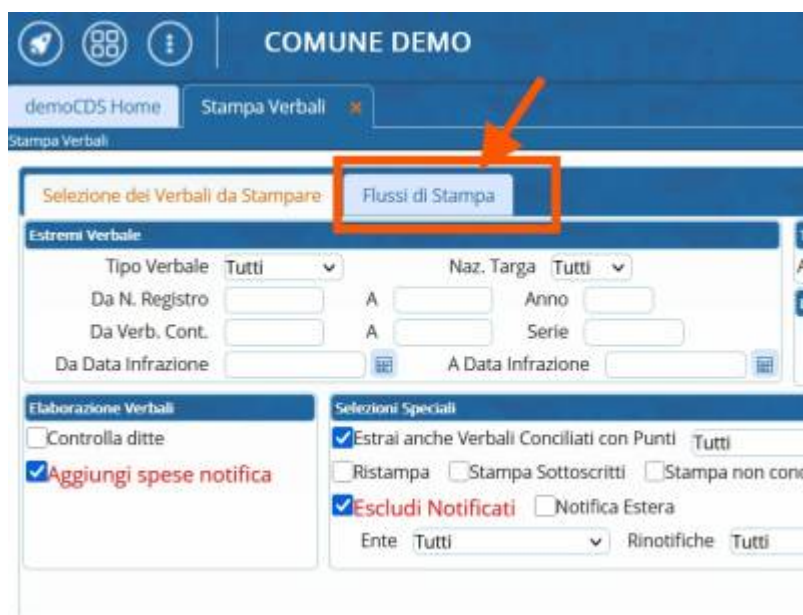 COMUNE DEMO
demoCDS Home Stampa Verbali
Stampa Verbali
Selezione dei Verbali da Stampare Flussi di Stampa
Estremi Verbale
Tipo Verbale Tutti Naz. Targa Tutti
Da N. Registro A Anno
Da Verb. Cont. A Serie
Da Data Infrazione A Data Infrazione
Elaborazione Verbali Selezioni Speciali
Controlla ditte Estrai anche Verbali Conciliati con Punti Tutti
Aggiungi spese notifica Ristampa Stampa Sottoscritti Stampa non
Escludi Notificati Notifica Estera
Ente Tutti Rinotifiche Tutti